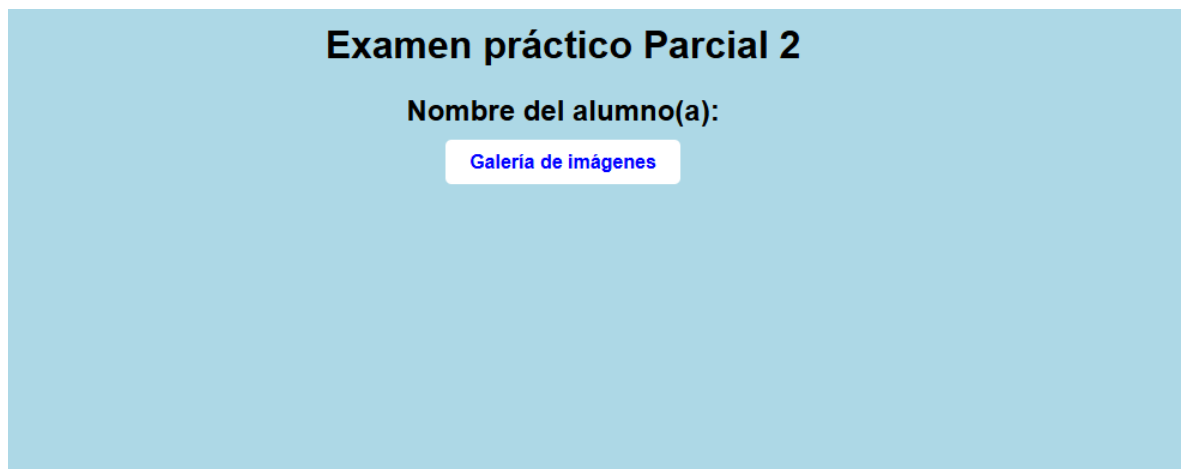 Examen práctico Parcial 2
Nombre del alumno(a):
Galería de imágenes